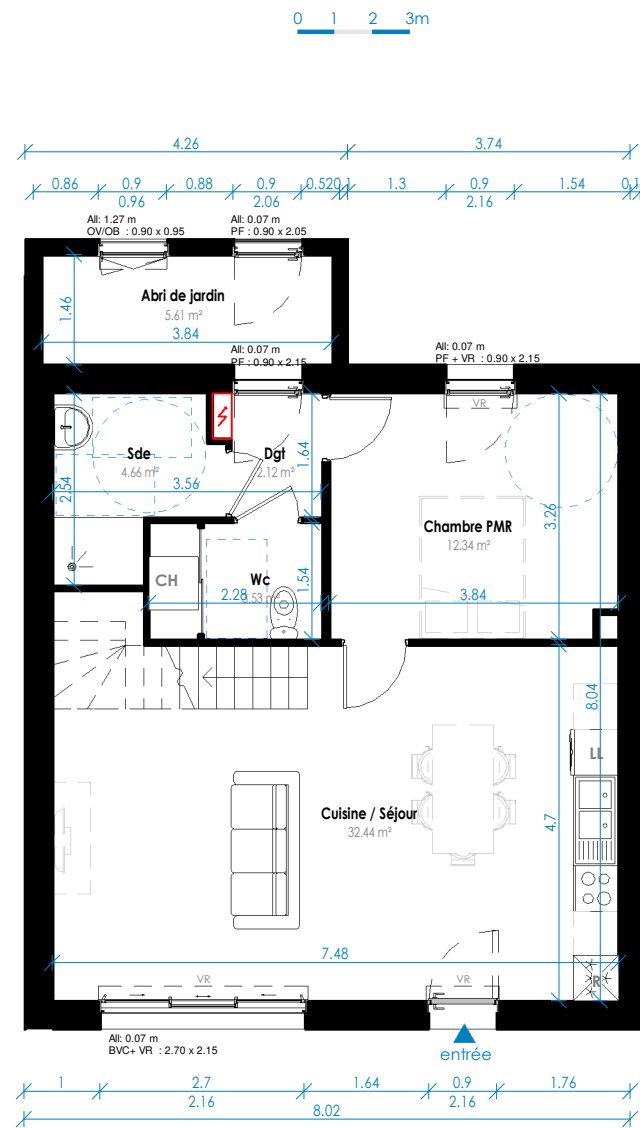 0 1 2 3m
4.26 3.74
0.86 0.9 0.88 0.9 0.52 0.1 1.3 0.9 1.54
0.96 2.06 2.16
All: 1.27 m
OV/OB : 0.90 x 0.95
All: 0.07 m
PF : 0.90 x 2.05
Abri de jardin
5.61 m²
1.46
3.84
All: 0.07 m
PF : 0.90 x 2.15
All: 0.07 m
PF + VR : 0.90 x 2.15
VR
Sde
4.66 m²
2.54
3.56
Dgt
2.12 m²
1.64
Chambre PMR
12.34 m²
3.26
3.84
CH
Wc
2.28
1.54
8.04
LL
Cuisine / Séjour
32.44 m²
4.7
7.48
VR
VR
R
All: 0.07 m
BVC+ VR : 2.70 x 2.15
entrée
1 2.7 1.64 0.9 1.76
2.16 2.16
8.02